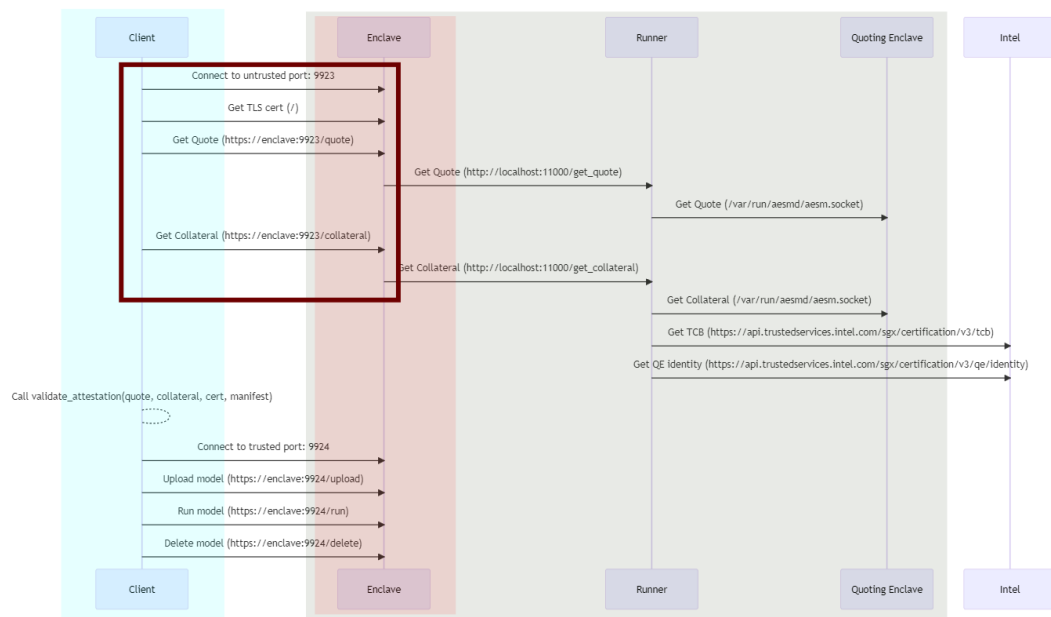 Client
Enclave
Runner
Quoting Enclave
Intel
Connect to untrusted port: 9923
Get TLS cert (/)
Get Quote (https://enclave:9923/quote)
Get Quote (http://localhost:11000/get_quote)
Get Quote (/var/run/aesmd/aesm.socket)
Get Collateral (https://enclave:9923/collateral)
Get Collateral (http://localhost:11000/get_collateral)
Get Collateral (/var/run/aesmd/aesm.socket)
Get TCB (https://api.trustedservices.intel.com/sgx/certification/v3/tcb)
Get QE identity (https://api.trustedservices.intel.com/sgx/certification/v3/qe/identity)
Call validate_attestation(quote, collateral, cert, manifest)
Connect to trusted port: 9924
Upload model (https://enclave:9924/upload)
Run model (https://enclave:9924/run)
Delete model (https://enclave:9924/delete)
Client
Enclave
Runner
Quoting Enclave
Intel